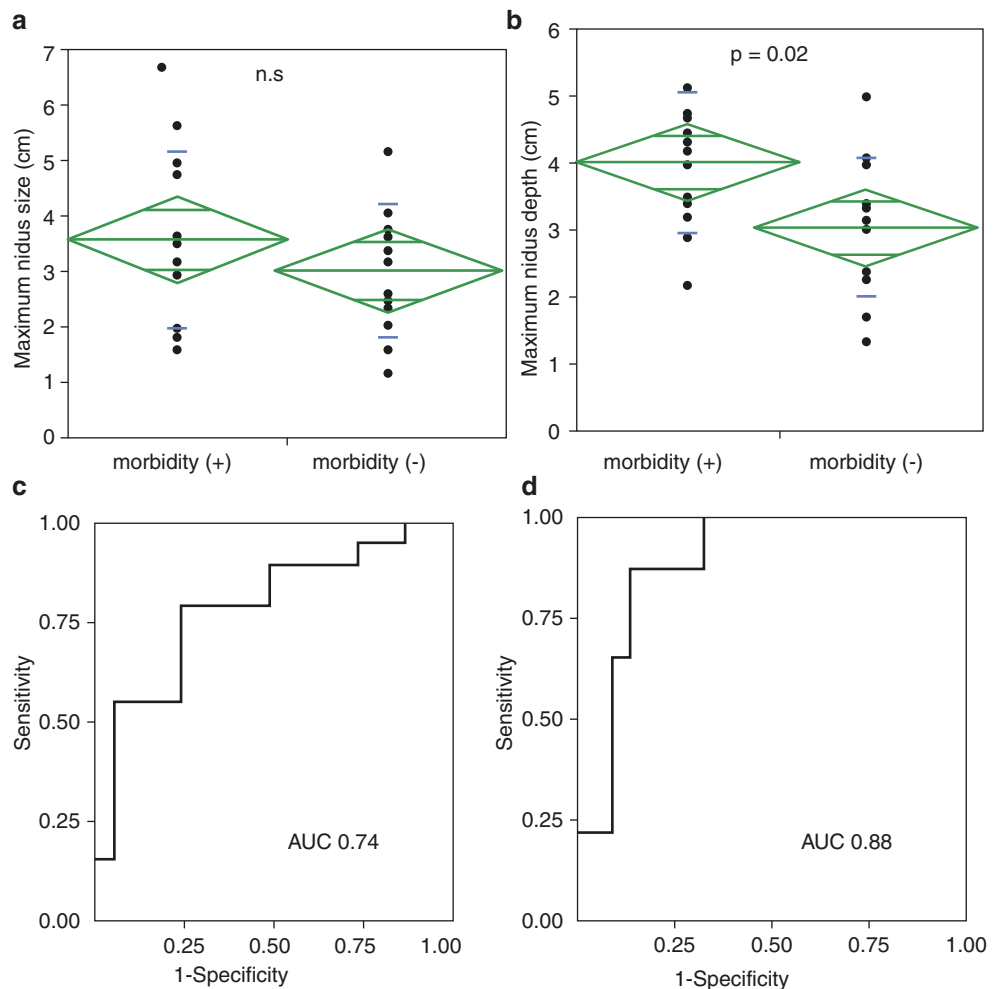 a
Maximum nidus size (cm)
7
6
5
4
3
2
1
0
n.s
morbidity (+) morbidity (-)
b
Maximum nidus depth (cm)
6
5
4
3
2
1
0
p = 0.02
morbidity (+) morbidity (-)
c
Sensitivity
1.00
0.75
0.50
0.25
0.00
AUC 0.74
0.25 0.50 0.75 1.00
1-Specificity
d
Sensitivity
1.00
0.75
0.50
0.25
0.00
AUC 0.88
0.25 0.50 0.75 1.00
1-Specificity